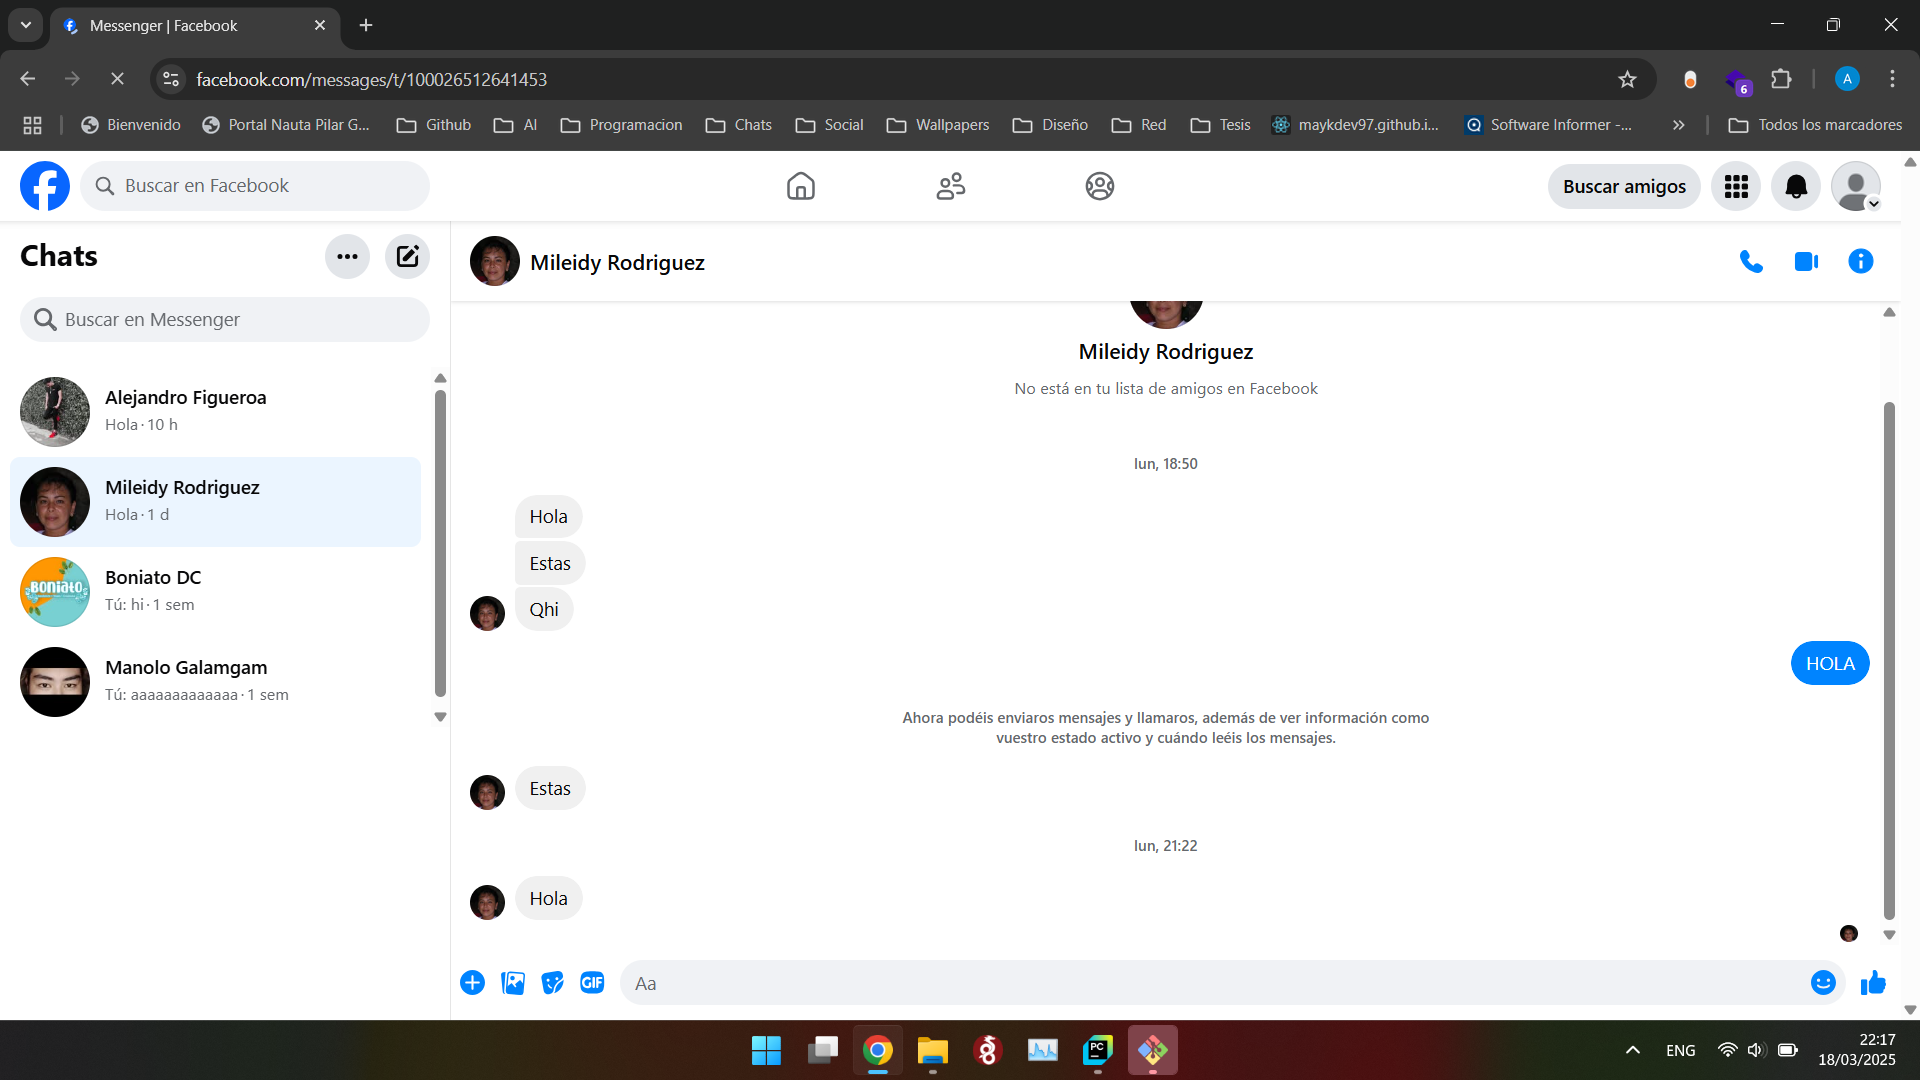 Messenger | Facebook
facebook.com/messages/t/100026512641453
A
6
Bienvenido
Portal Nauta Pilar G...
Github
AI
Programacion
Chats
Social
Wallpapers
Diseño
Red
Tesis
maykdev97.github.i...
Software Informer -...
Todos los marcadores
Buscar en Facebook
Buscar amigos
Chats
Buscar en Messenger
Alejandro Figueroa
Hola · 10 h
Mileidy Rodriguez
Hola · 1 d
BONIATO
Boniato DC
Tú: hi · 1 sem
Manolo Galamgam
Tú: aaaaaaaaaaaaa · 1 sem
Mileidy Rodriguez
Mileidy Rodriguez
No está en tu lista de amigos en Facebook
lun, 18:50
Hola
Estas
Qhi
HOLA
Ahora podéis enviaros mensajes y llamaros, además de ver información como
vuestro estado activo y cuándo leéis los mensajes.
Estas
lun, 21:22
Hola
GIF
Aa
PC
ENG
22:17
18/03/2025